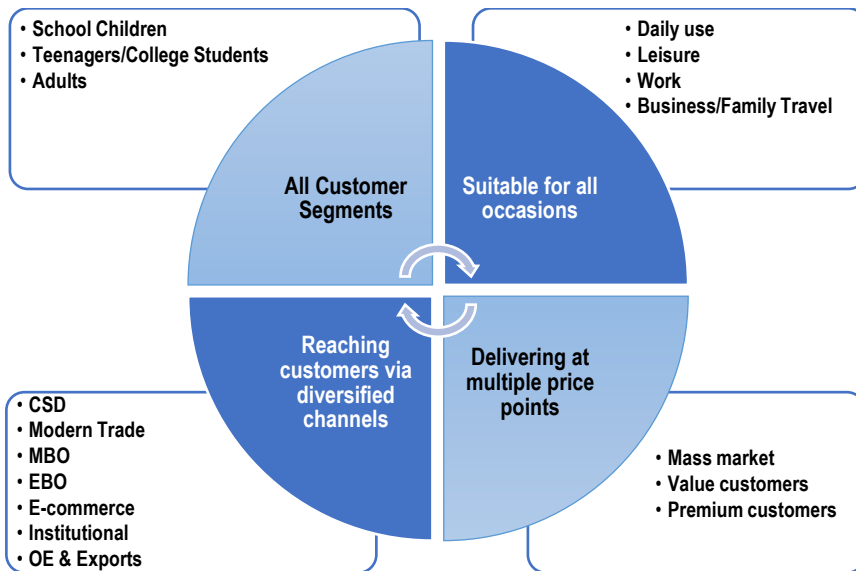 • School Children
• Teenagers/College Students
• Adults
• Daily use
• Leisure
• Work
• Business/Family Travel
All Customer
Segments
Suitable for all
occasions
Reaching
customers via
diversified
channels
Delivering at
multiple price
points
• CSD
• Modern Trade
• MBO
• EBO
• E-commerce
• Institutional
• OE & Exports
• Mass market
• Value customers
• Premium customers